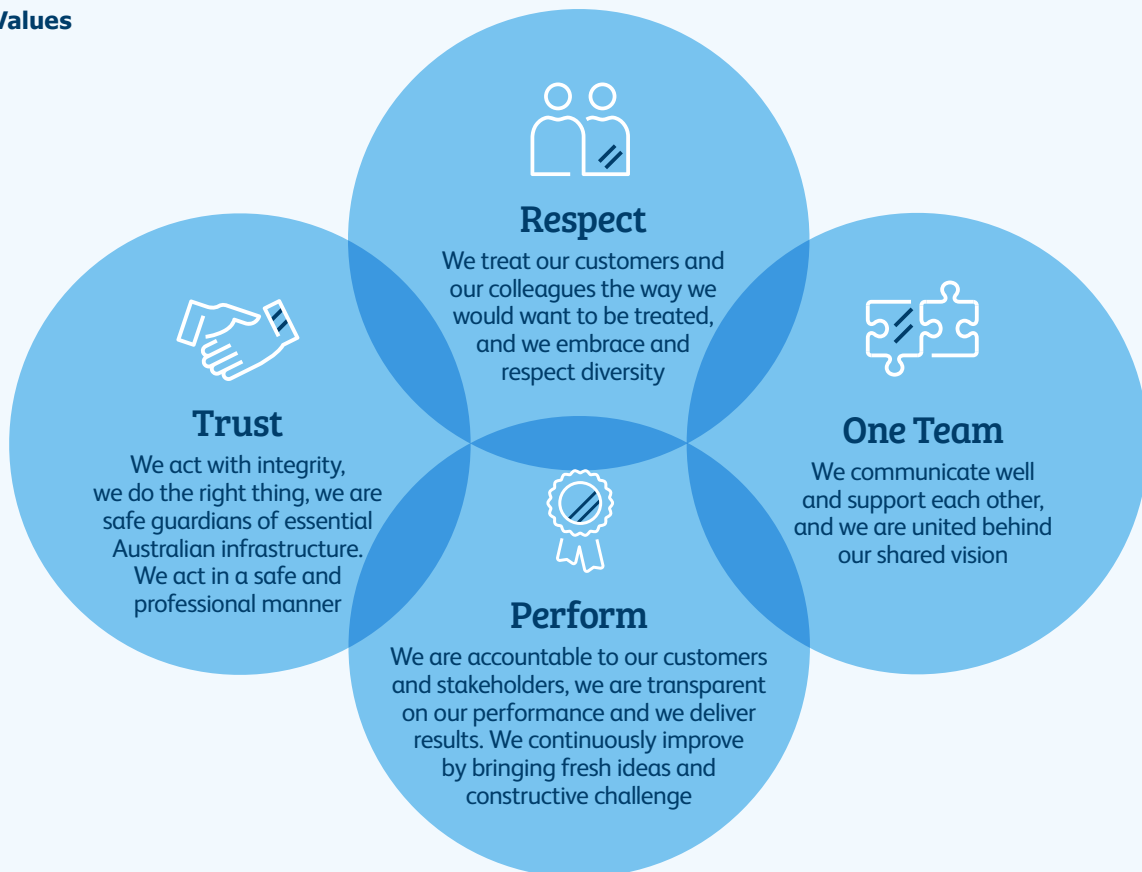 Values
Respect
We treat our customers and
our colleagues the way we
would want to be treated,
and we embrace and
respect diversity
Trust
We act with integrity,
we do the right thing, we are
safe guardians of essential
Australian infrastructure.
We act in a safe and
professional manner
One Team
We communicate well
and support each other,
and we are united behind
our shared vision
Perform
We are accountable to our customers
and stakeholders, we are transparent
on our performance and we deliver
results. We continuously improve
by bringing fresh ideas and
constructive challenge